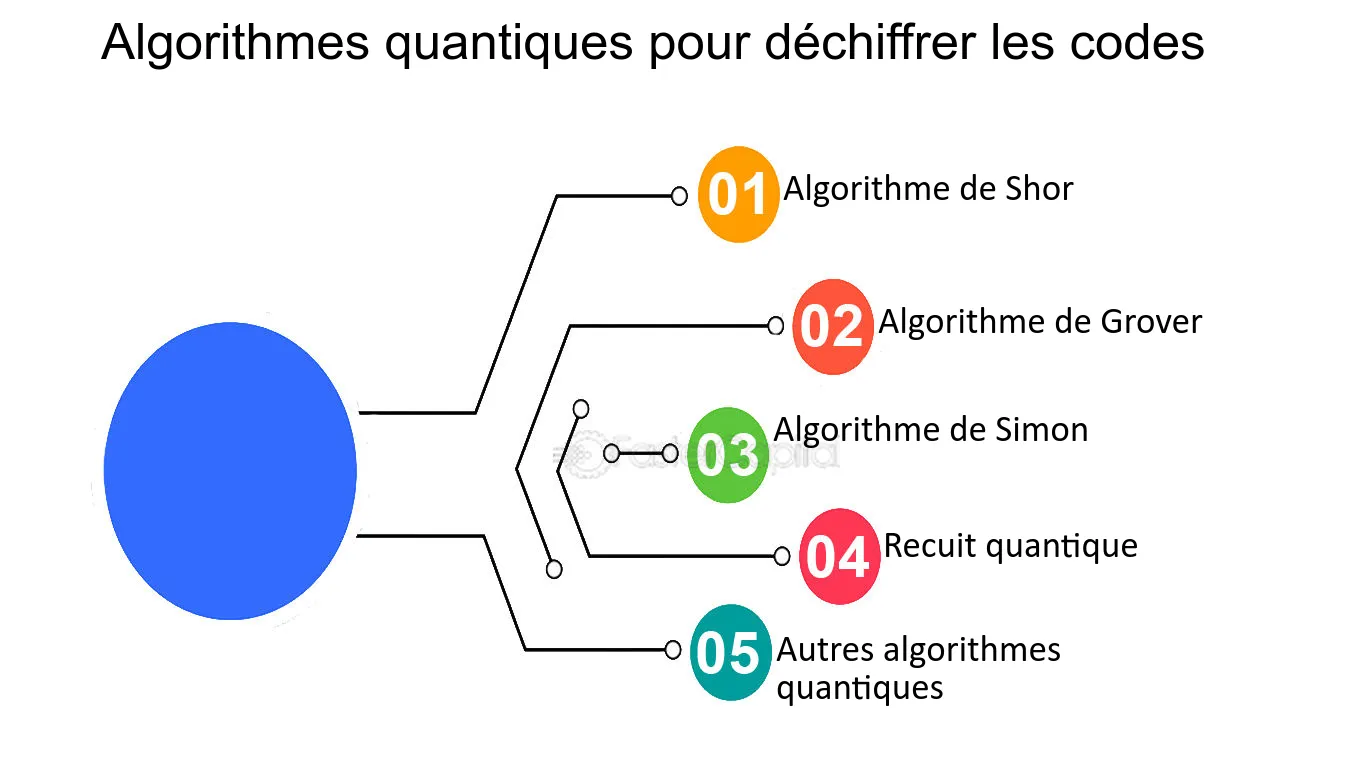 Algorithmes quantiques pour déchiffrer les codes
01 Algorithme de Shor
02 Algorithme de Grover
03 Algorithme de Simon
04 Recuit quantique
05 Autres algorithmes
quantiques